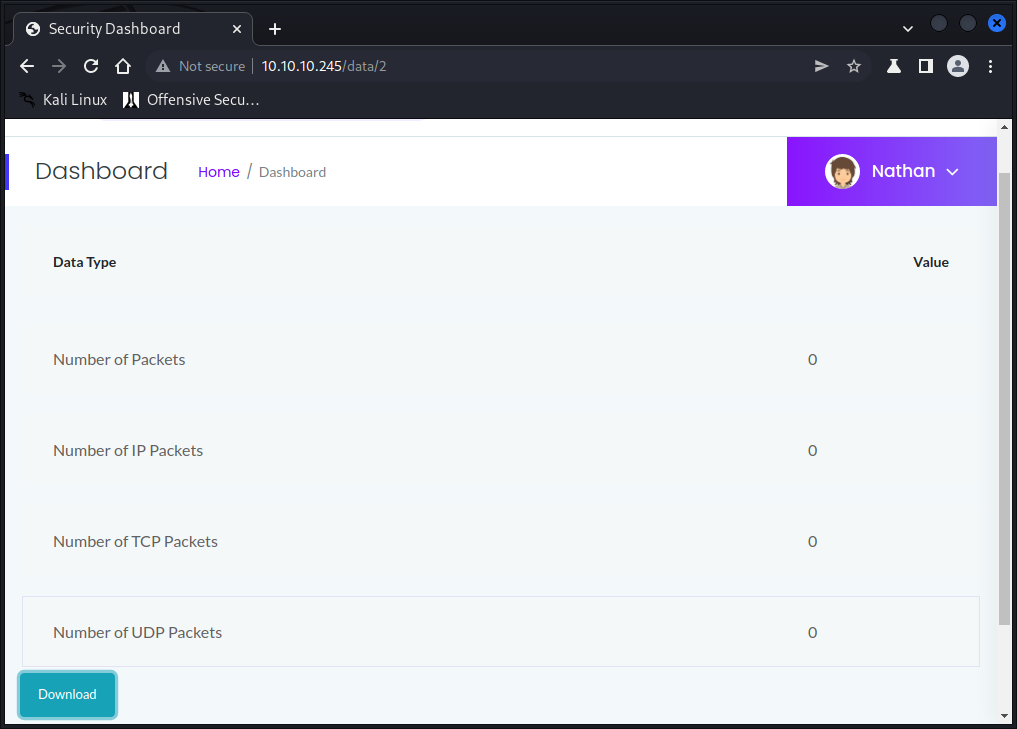 Security Dashboard
Not secure 10.10.10.245/data/2
Kali Linux Offensive Secu...
Dashboard Home / Dashboard Nathan
Data Type Value
Number of Packets 0
Number of IP Packets 0
Number of TCP Packets 0
Number of UDP Packets 0
Download